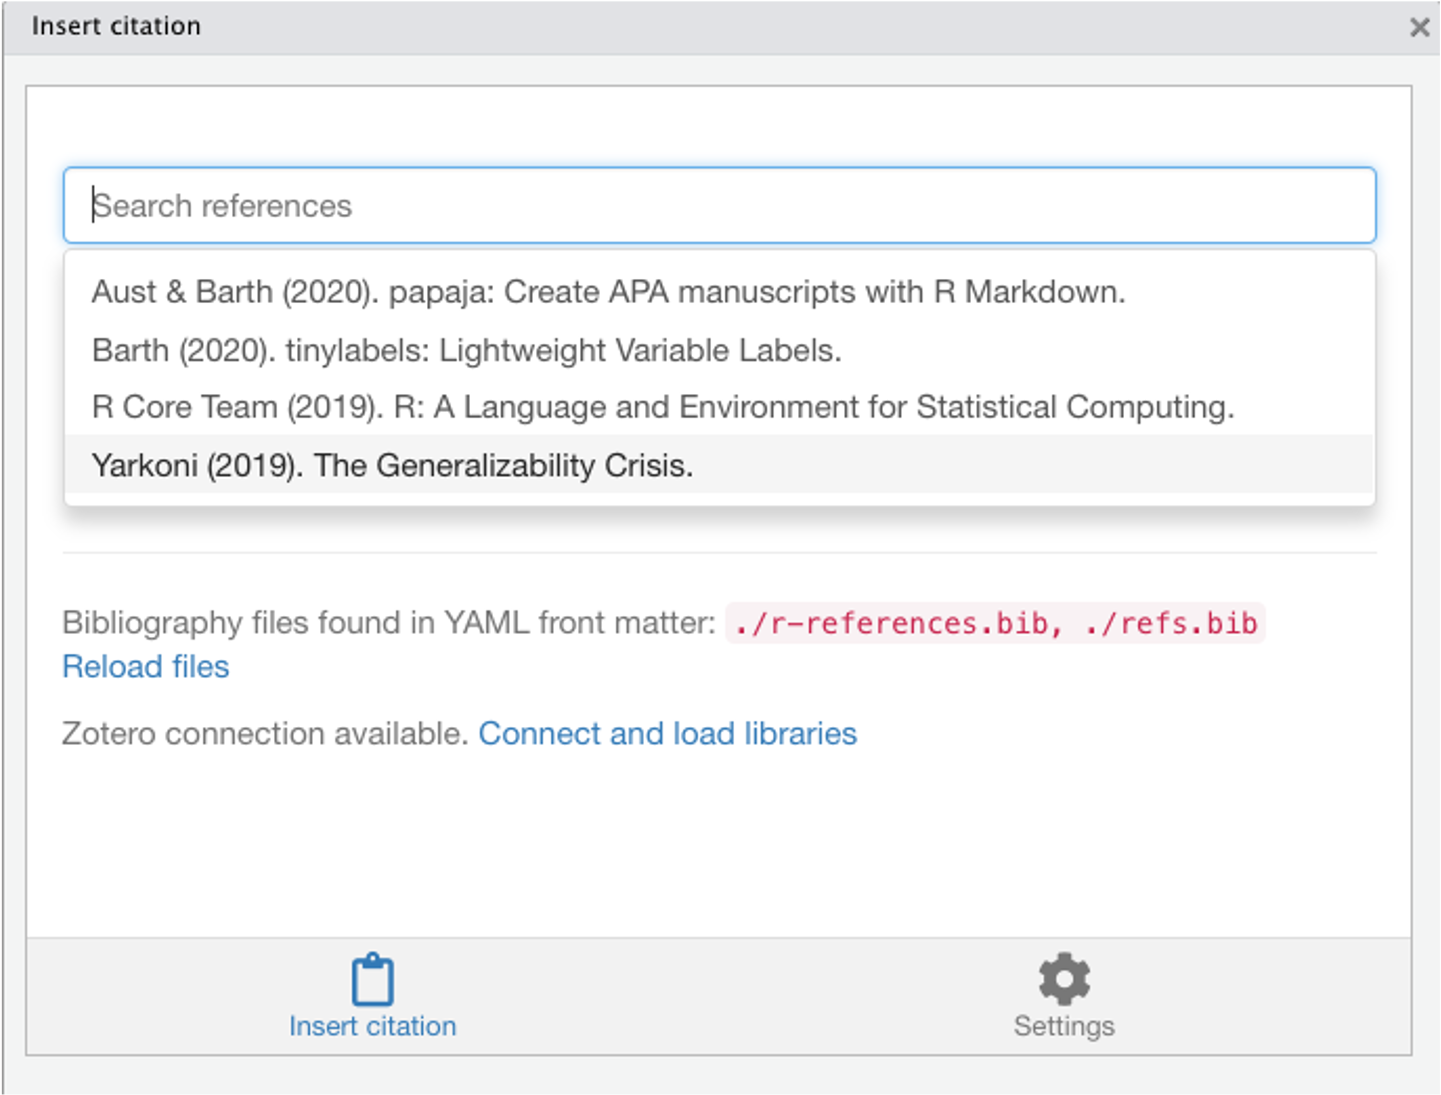 Insert citation
Search references
Aust & Barth (2020). papaja: Create APA manuscripts with R Markdown.
Barth (2020). tinylabels: Lightweight Variable Labels.
R Core Team (2019). R: A Language and Environment for Statistical Computing.
Yarkoni (2019). The Generalizability Crisis.
Bibliography files found in YAML front matter: ./r-references.bib, ./refs.bib
Reload files
Zotero connection available. Connect and load libraries
Insert citation
Settings